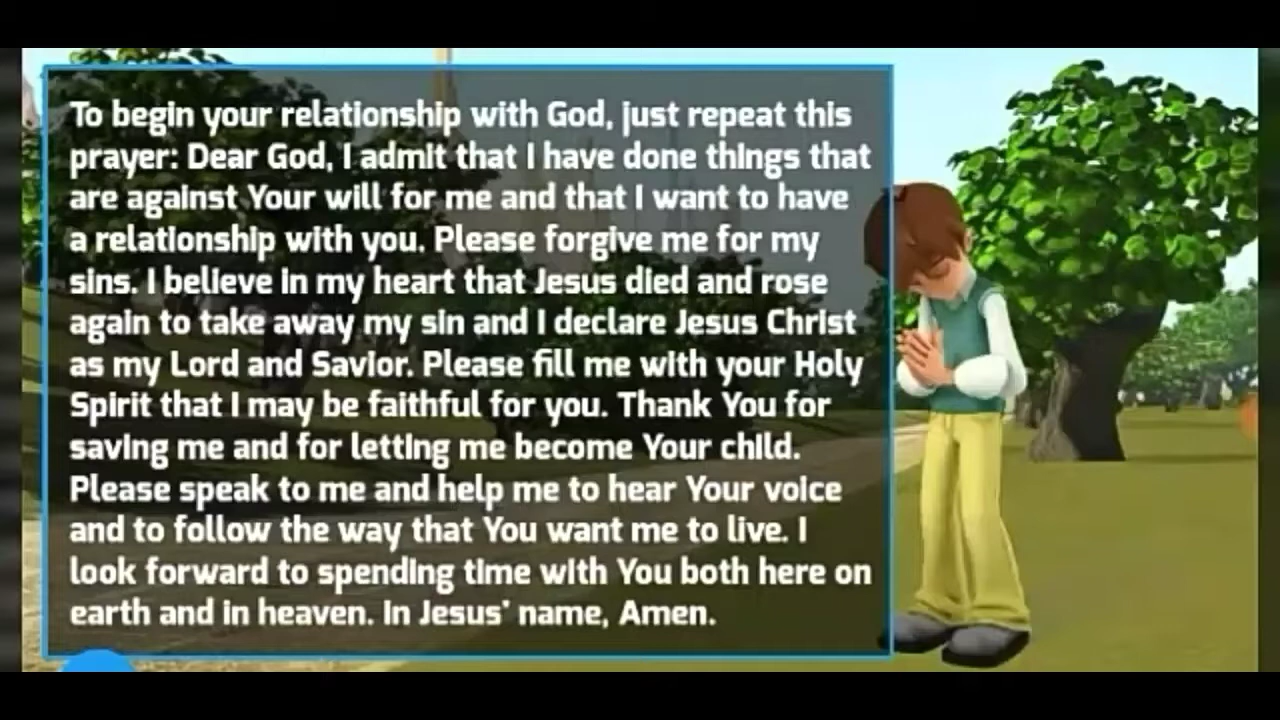 To begin your relationship with God, just repeat this
prayer: Dear God, I admit that I have done things that
are against Your will for me and that I want to have
a relationship with you. Please forgive me for my
sins. I believe in my heart that Jesus died and rose
again to take away my sin and I declare Jesus Christ
as my Lord and Savior. Please fill me with your Holy
Spirit that I may be faithful for you. Thank You for
saving me and for letting me become Your child.
Please speak to me and help me to hear Your voice
and to follow the way that You want me to live. I
look forward to spending time with You both here on
earth and in heaven. In Jesus' name, Amen.